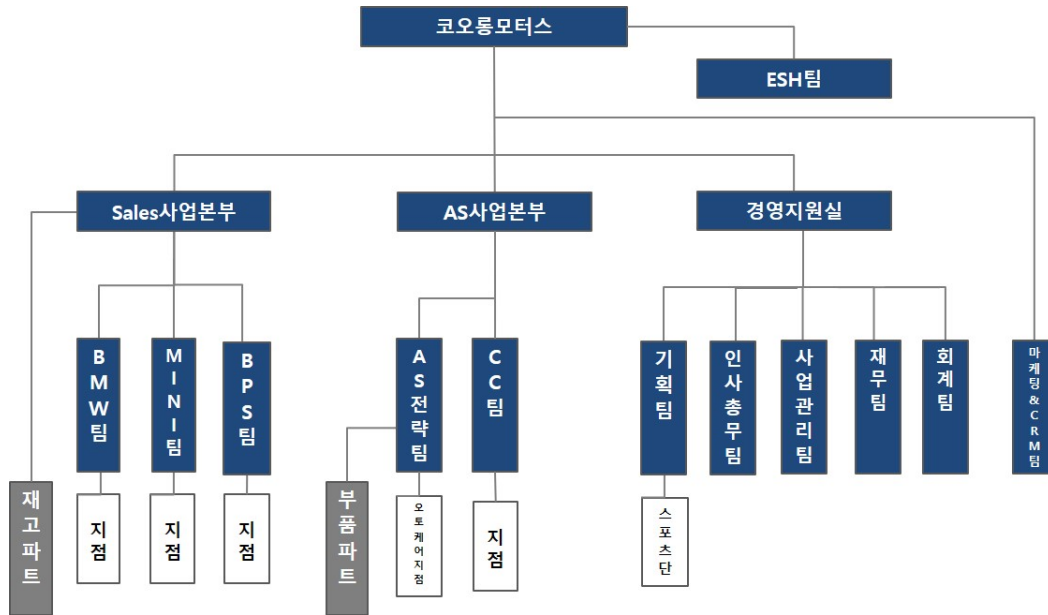 코오롱모터스
ESH팀
Sales사업본부
AS사업본부
경영지원실
BMW팀
MINI팀
BPS팀
AS전략팀
CC팀
기획팀
인사총무팀
사업관리팀
재무팀
회계팀
마케팅&CRM팀
재고파트
지점
지점
지점
부품파트
오토케어지점
지점
스포츠단